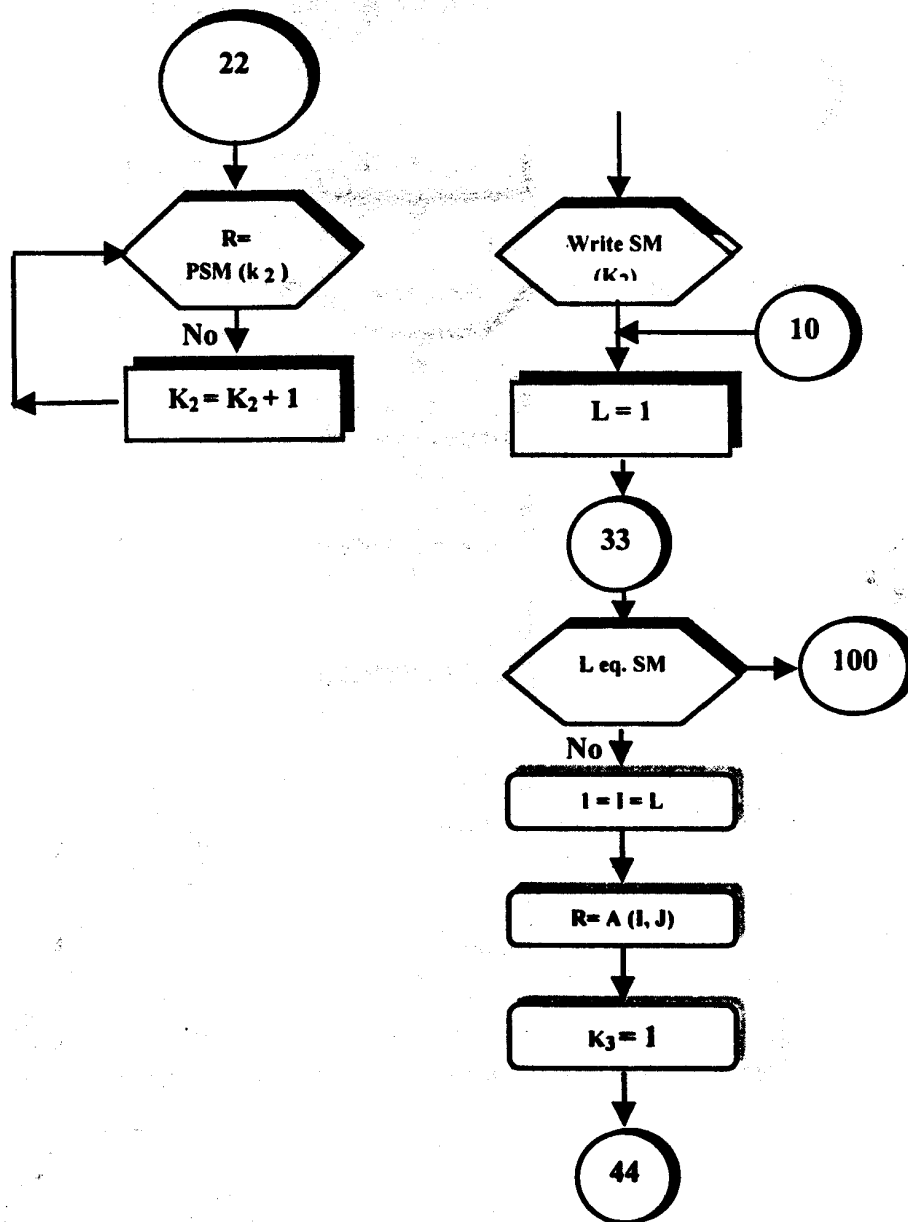 22
R=
PSM (k 2 )
No
K2 = K2 + 1
Write SM
(K2)
10
L = 1
33
L eq. SM
100
No
I = I = L
R= A (I, J)
K3 = 1
44